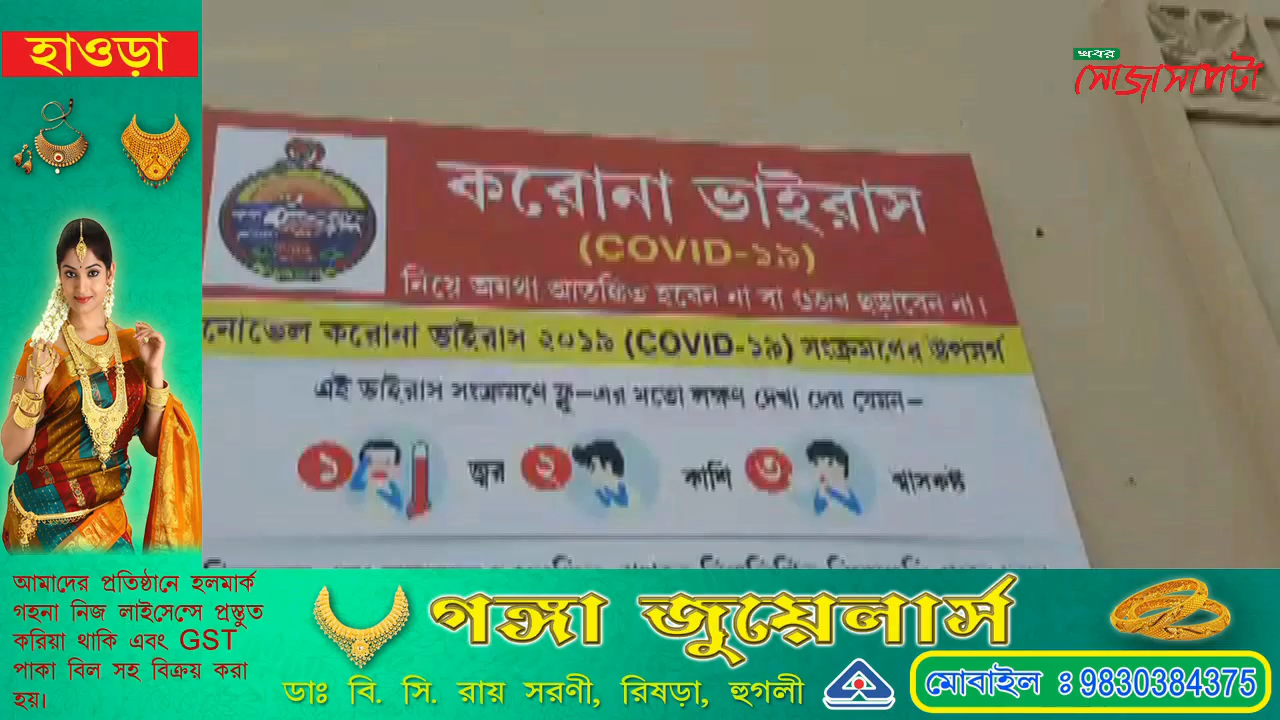 হাওড়া
খবর
সোজাসাপটা
করোনা ভাইরাস
(COVID-১৯)
নিয়ে অযথা আতঙ্কিত হবেন না বা গুজব ছড়াবেন না।
নোভেল করোনা ভাইরাস ২০১৯ (COVID-১৯) সংক্রমণের উপসর্গ
এই ভাইরাস সংক্রমণে ফ্লু-এর মতো লক্ষণ দেখা দেয় যেমন-
১ জ্বর ২ কাশি ৩ শ্বাসকষ্ট
আমাদের প্রতিষ্ঠানে হলমার্ক
গহনা নিজ লাইসেন্সে প্রস্তুত
করিয়া থাকি এবং GST
পাকা বিল সহ বিক্রয় করা
হয়।
গঙ্গা জুয়েলার্স
ডাঃ বি. সি. রায় সরণী, রিষড়া, হুগলী
মোবাইল ঃ 9830384375